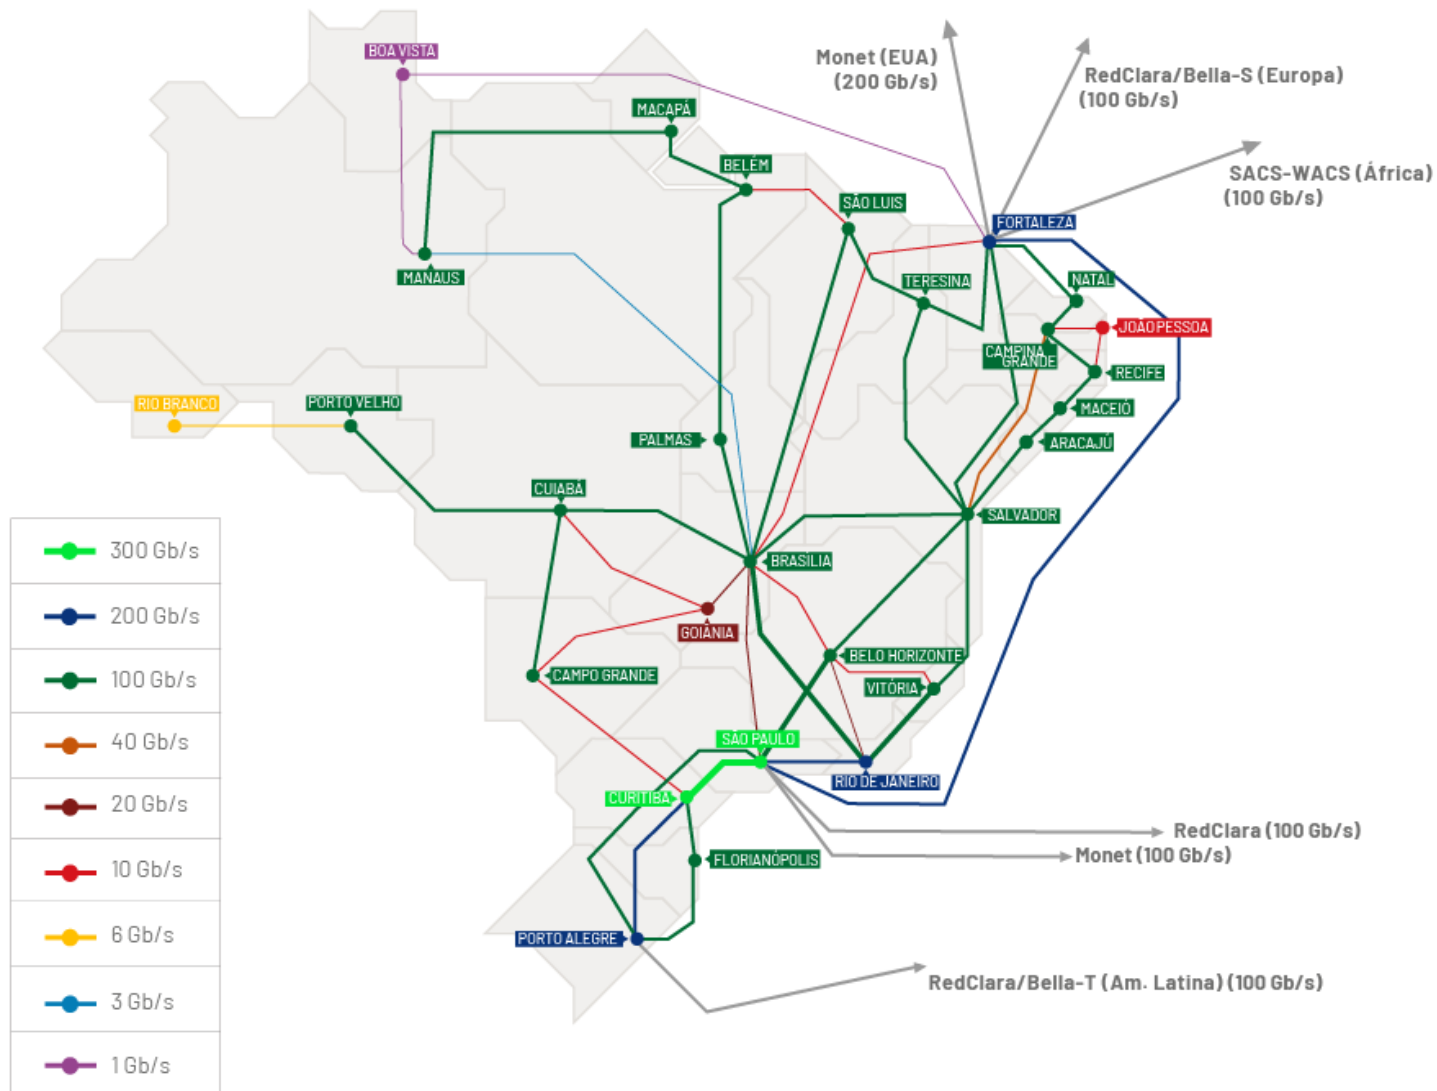 BOA VISTA
Monet (EUA)
(200 Gb/s)
RedClara/Bella-S (Europa)
(100 Gb/s)
MACAPÁ
BELÉM
SACS-WACS (África)
(100 Gb/s)
SÃO LUIS
FORTALEZA
MANAUS
TERESINA
NATAL
JOÃO PESSOA
CAMPINA
GRANDE
RECIFE
RIO BRANCO
PORTO VELHO
MACEIÓ
PALMAS
ARACAJÚ
CUIABÁ
SALVADOR
BRASÍLIA
GOIÂNIA
BELO HORIZONTE
CAMPO GRANDE
VITÓRIA
SÃO PAULO
RIO DE JANEIRO
CURITIBA
RedClara (100 Gb/s)
Monet (100 Gb/s)
FLORIANÓPOLIS
PORTO ALEGRE
RedClara/Bella-T (Am. Latina) (100 Gb/s)
300 Gb/s
200 Gb/s
100 Gb/s
40 Gb/s
20 Gb/s
10 Gb/s
6 Gb/s
3 Gb/s
1 Gb/s